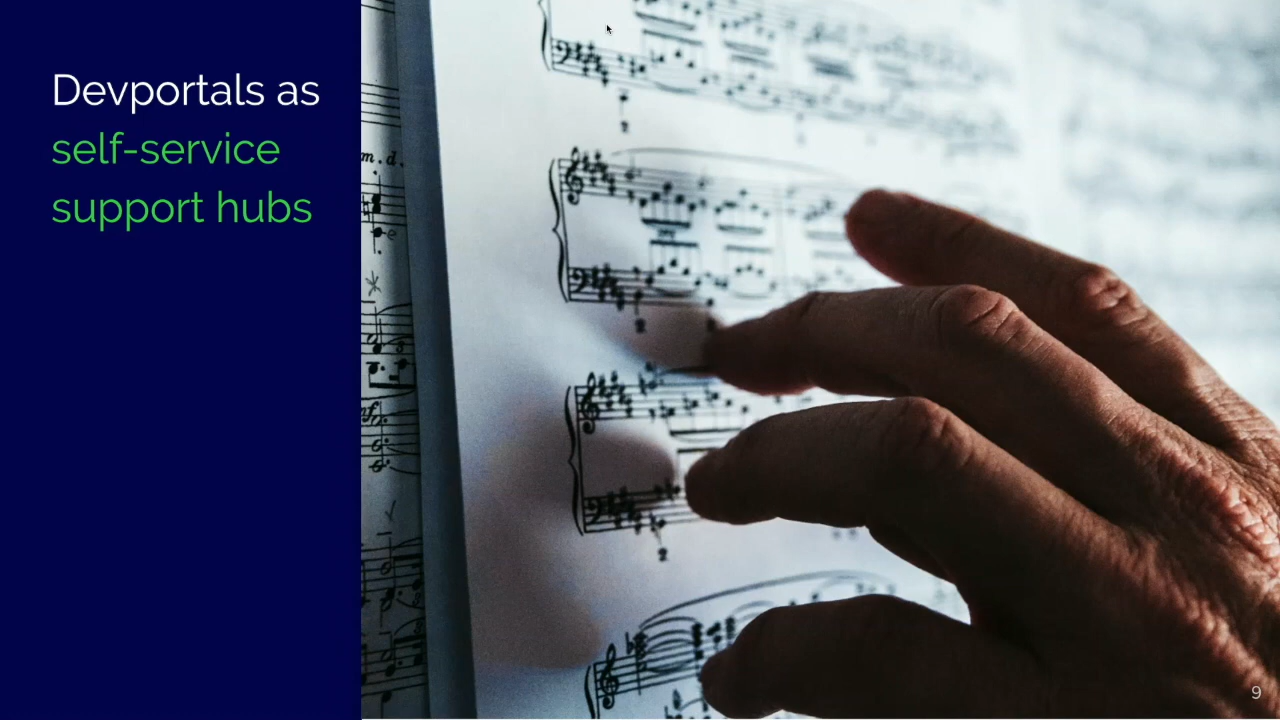 Devportals as
self-service
support hubs
m.d.
9